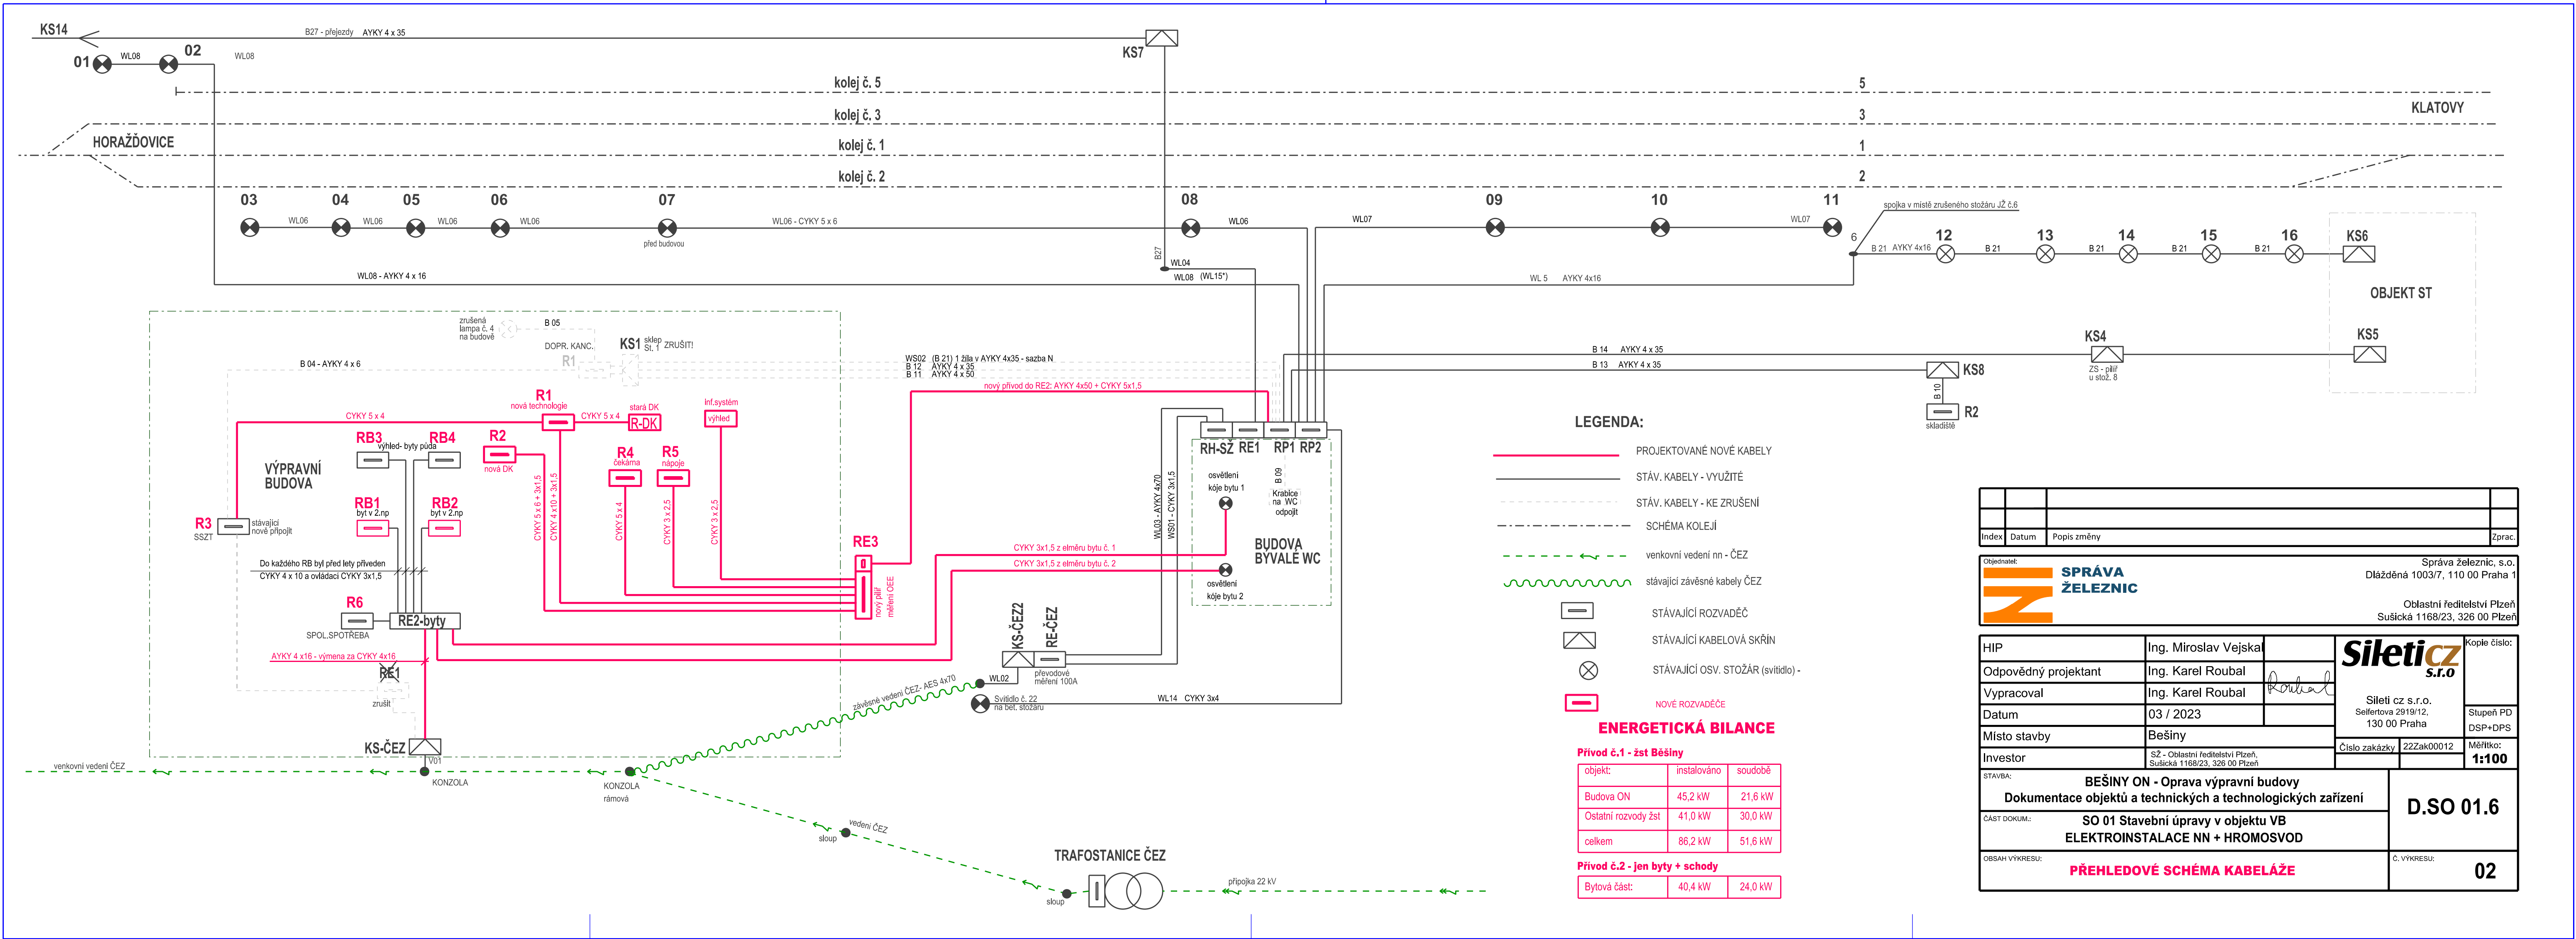 KS14
B27 - přejezdy   AYKY 4 x 35
KS7
01
WL08
02
WL08
kolej č. 5
5
kolej č. 3
3
KLATOVY
HORAŽĎOVICE
kolej č. 1
1
kolej č. 2
2
03
04
05
06
07
08
09
10
11
spojka v místě zrušeného stožáru JŽ č.6
WL06
WL06
WL06
WL06
WL06 - CYKY 5 x 6
WL06
WL07
WL07
před budovou
6
12
13
14
15
16
KS6
B 21   AYKY 4x16
B 21
B 21
B 21
B 21
B27
WL04
WL08 - AYKY 4 x 16
WL08   (WL15*)
WL 5   AYKY 4x16
OBJEKT ST
zrušená
lampa č. 4
na budově
B 05
DOPR. KANC.
R1
KS1
sklep
St. 1
ZRUŠIT!
B 04 - AYKY 4 x 6
WS02   (B 21) 1 žila v AYKY 4x35 - sazba N
B 12   AYKY 4 x 35
B 11   AYKY 4 x 50
nový přívod do RE2: AYKY 4x50 + CYKY 5x1,5
B 14   AYKY 4 x 35
B 13   AYKY 4 x 35
KS4
ZS - pilíř
u stož. 8
KS5
KS8
B 10
R2
skladiště
R1
nová technologie
CYKY 5 x 4
CYKY 5 x 4
stará DK
R-DK
inf.systém
výhled
RB3
výhled- byty půda
RB4
R2
nová DK
R4
čekárna
R5
nápoje
VÝPRAVNÍ
BUDOVA
RB1
byt v 2.np
RB2
byt v 2.np
R3
SSZT
stávající
nově připojit
CYKY 5 x 6 + 3x1,5
CYKY 4 x10 + 3x1,5
CYKY 5 x 4
CYKY 3 x 2,5
CYKY 3 x 2,5
RE3
nový pilíř
měření OEE
Do každého RB byl před lety přiveden
CYKY 4 x 10 a ovládací CYKY 3x1,5
R6
SPOL.SPOTŘEBA
RE2-byty
AYKY 4 x16 - výmena za CYKY 4x16
RE1
zrušit
KS-ČEZ
V01
KONZOLA
venkovní vedení ČEZ
KONZOLA
rámová
závěsné vedení ČEZ- AES 4x70
sloup
vedení ČEZ
sloup
TRAFOSTANICE ČEZ
přípojka 22 kV
WL03 - AYKY 4x70
WS01 - CYKY 3x1,5
RH-SŽ
RE1
RP1
RP2
osvětlení
kóje bytu 1
B 09
Krabice
na WC
odpojit
BUDOVA
BÝVALÉ WC
CYKY 3x1,5 z elměru bytu č. 1
CYKY 3x1,5 z elměru bytu č. 2
osvětlení
kóje bytu 2
KS-ČEZ2
RE-ČEZ
převodové
měření 100A
WL02
Svítidlo č. 22
na bet. stožáru
WL14   CYKY 3x4
LEGENDA:
PROJEKTOVANÉ NOVÉ KABELY
STÁV. KABELY - VYUŽITÉ
STÁV. KABELY - KE ZRUŠENÍ
SCHÉMA KOLEJÍ
venkovní vedení nn - ČEZ
stávající závěsné kabely ČEZ
STÁVAJÍCÍ ROZVADĚČ
STÁVAJÍCÍ KABELOVÁ SKŘÍN
STÁVAJÍCÍ OSV. STOŽÁR (svítidlo) -
NOVÉ ROZVADĚČE
ENERGETICKÁ BILANCE
Přívod č.1 - žst Běšiny
objekt:   instalováno   soudobě
Budova ON   45,2 kW   21,6 kW
Ostatní rozvody žst   41,0 kW   30,0 kW
celkem   86,2 kW   51,6 kW
Přívod č.2 - jen byty + schody
Bytová část:   40,4 kW   24,0 kW
Index   Datum   Popis změny   Zprac.
Objednatel:
SPRÁVA
ŽELEZNIC
Správa železnic, s.o.
Dlážděná 1003/7, 110 00 Praha 1
Oblastní ředitelství Plzeň
Sušická 1168/23, 326 00 Plzeň
HIP   Ing. Miroslav Vejskal
Odpovědný projektant   Ing. Karel Roubal
Vypracoval   Ing. Karel Roubal
Roubal
Datum   03 / 2023
Místo stavby   Bešiny
Investor   SŽ - Oblastní ředitelství Plzeň,
Sušická 1168/23, 326 00 Plzeň
Sileticz
s.r.o
Sileti cz s.r.o.
Selfertova 2919/12,
130 00 Praha
Kopie číslo:
Stupeň PD
DSP+DPS
Číslo zakázky   22Zak00012
Měřítko:
1:100
STAVBA:
BEŠINY ON - Oprava výpravní budovy
Dokumentace objektů a technických a technologických zařízení
D.SO 01.6
ČÁST DOKUM.:
SO 01 Stavební úpravy v objektu VB
ELEKTROINSTALACE NN + HROMOSVOD
OBSAH VÝKRESU:
PŘEHLEDOVÉ SCHÉMA KABELÁŽE
Č. VÝKRESU:
02